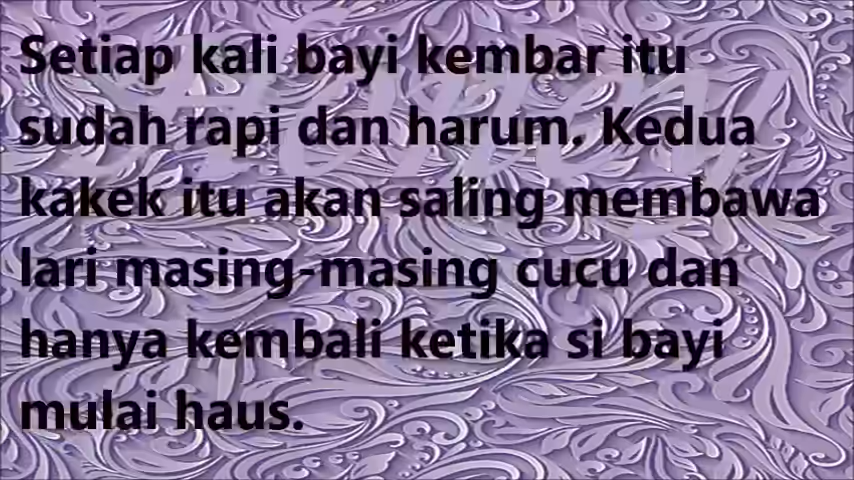 Setiap kali bayi kembar itu
sudah rapi dan harum. Kedua
kakek itu akan saling membawa
lari masing-masing cucu dan
hanya kembali ketika si bayi
mulai haus.